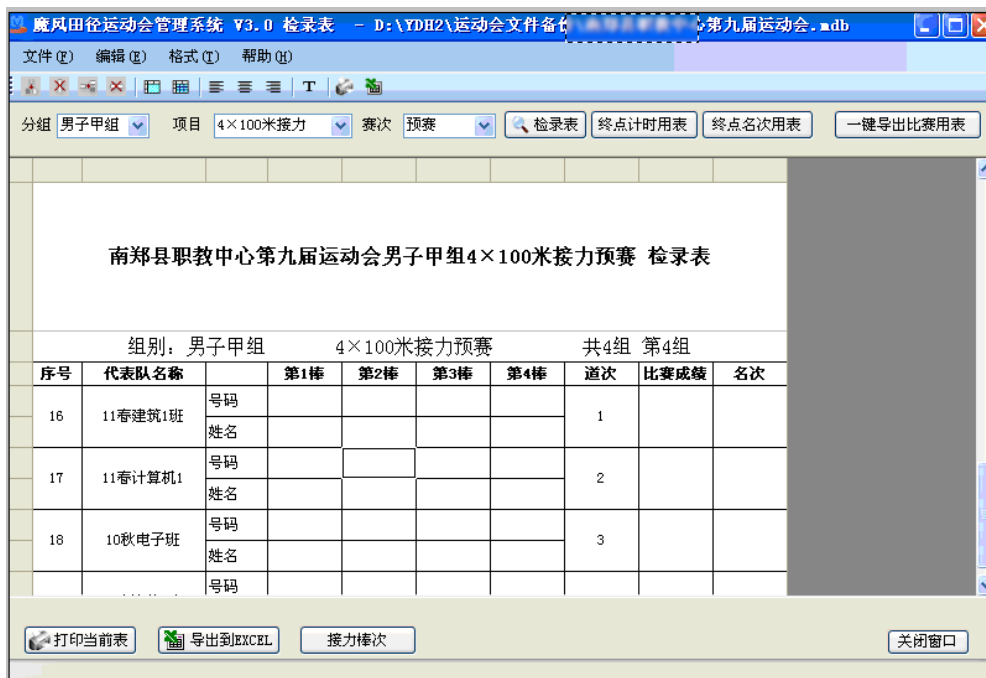 魔风田径运动会管理系统 V3.0 检录表 - D:\YDH2\运动会文件备 第九届运动会.mdb
文件(F) 编辑(E) 格式(T) 帮助(H)
T
分组 男子甲组 项目 4×100米接力 赛次 预赛 检录表 终点计时用表 终点名次用表 一键导出比赛用表
南郑县职教中心第九届运动会男子甲组4×100米接力预赛 检录表
组别: 男子甲组 4×100米接力预赛 共4组 第4组
序号 代表队名称 第1棒 第2棒 第3棒 第4棒 道次 比赛成绩 名次
16 11春建筑1班 号码 1
姓名
17 11春计算机1 号码 2
姓名
18 10秋电子班 号码 3
姓名
号码
打印当前表 导出到EXCEL 接力棒次 关闭窗口